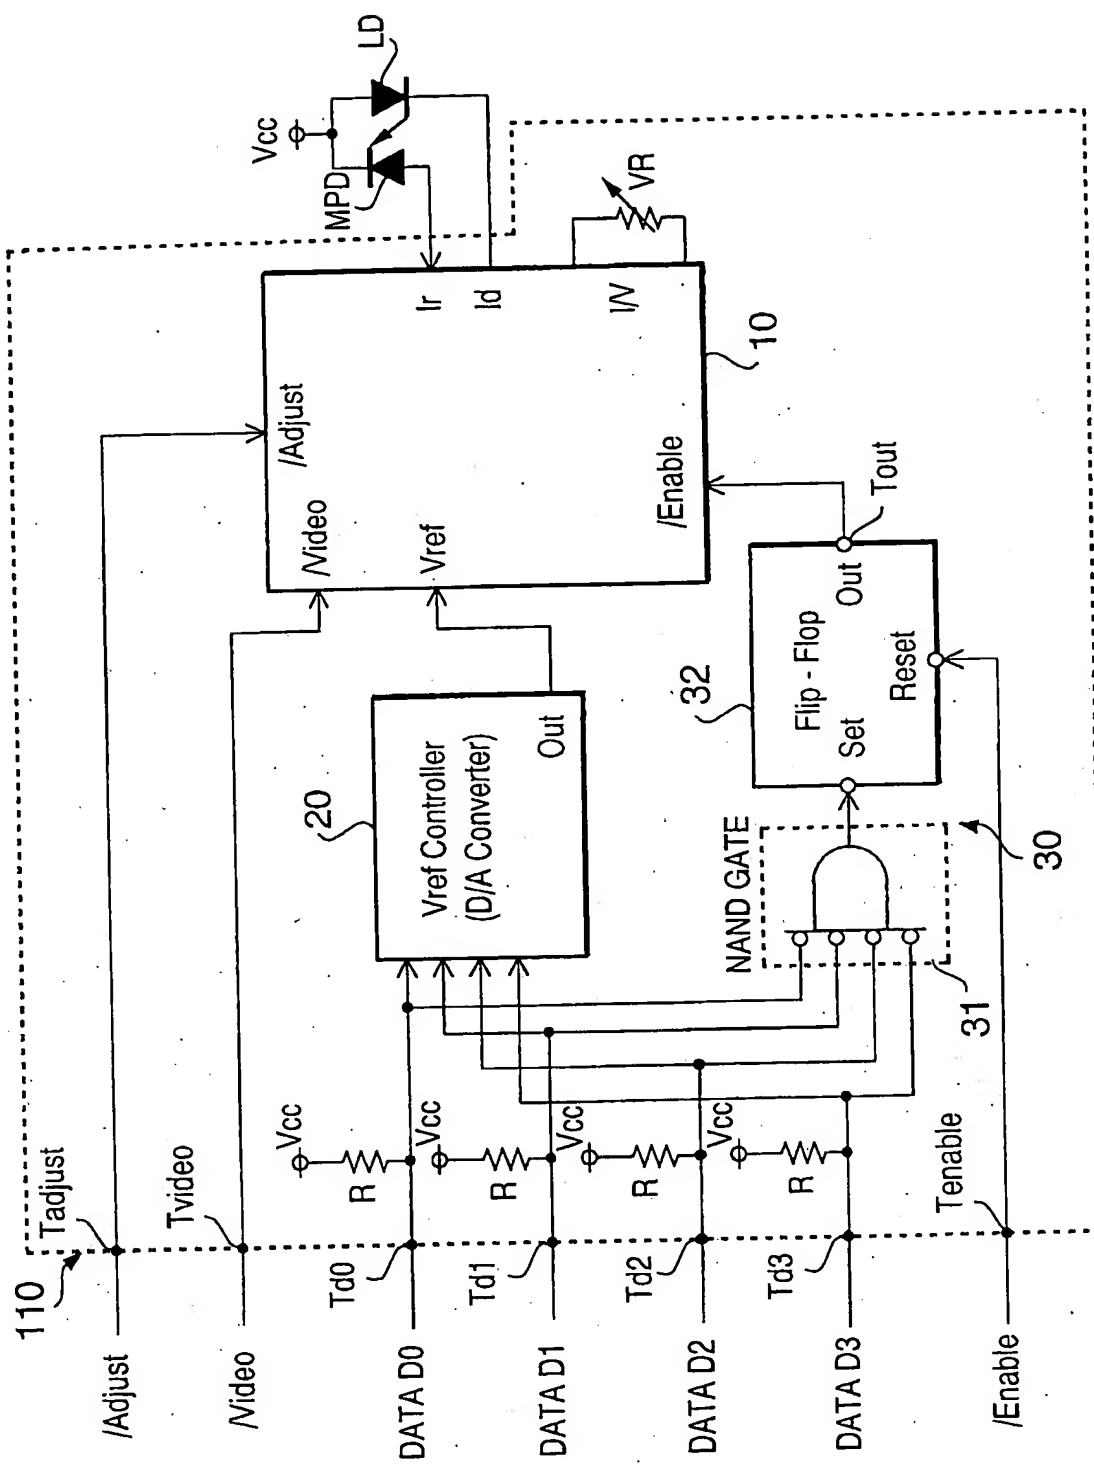 110
/Adjust
Tadjust
/Video
Tvideo
DATA D0
Td0
Vcc
R
DATA D1
Td1
Vcc
R
DATA D2
Td2
Vcc
R
DATA D3
Td3
Vcc
R
/Enable
Tenable
20
Vref Controller
(D/A Converter)
Out
NAND GATE
31
30
32
Flip - Flop
Set
Out
Reset
Tout
/Adjust
/Video
Vref
/Enable
Ir
Id
I/V
10
Vcc
MPD
LD
VR